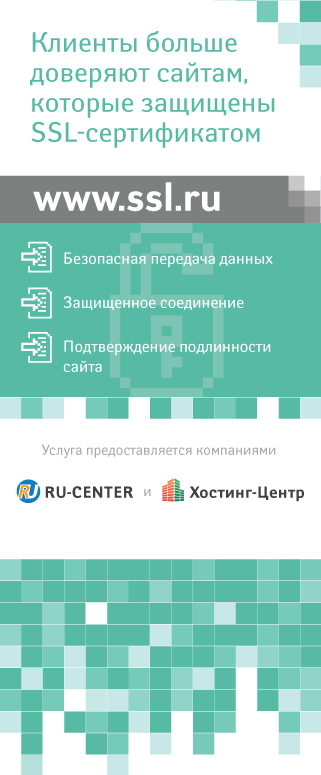 Клиенты больше
доверяют сайтам,
которые защищены
SSL-сертификатом
www.ssl.ru
Безопасная передача данных
Защищенное соединение
Подтверждение подлинности
сайта
Услуга предоставляется компаниями
RU RU-CENTER и Хостинг-Центр